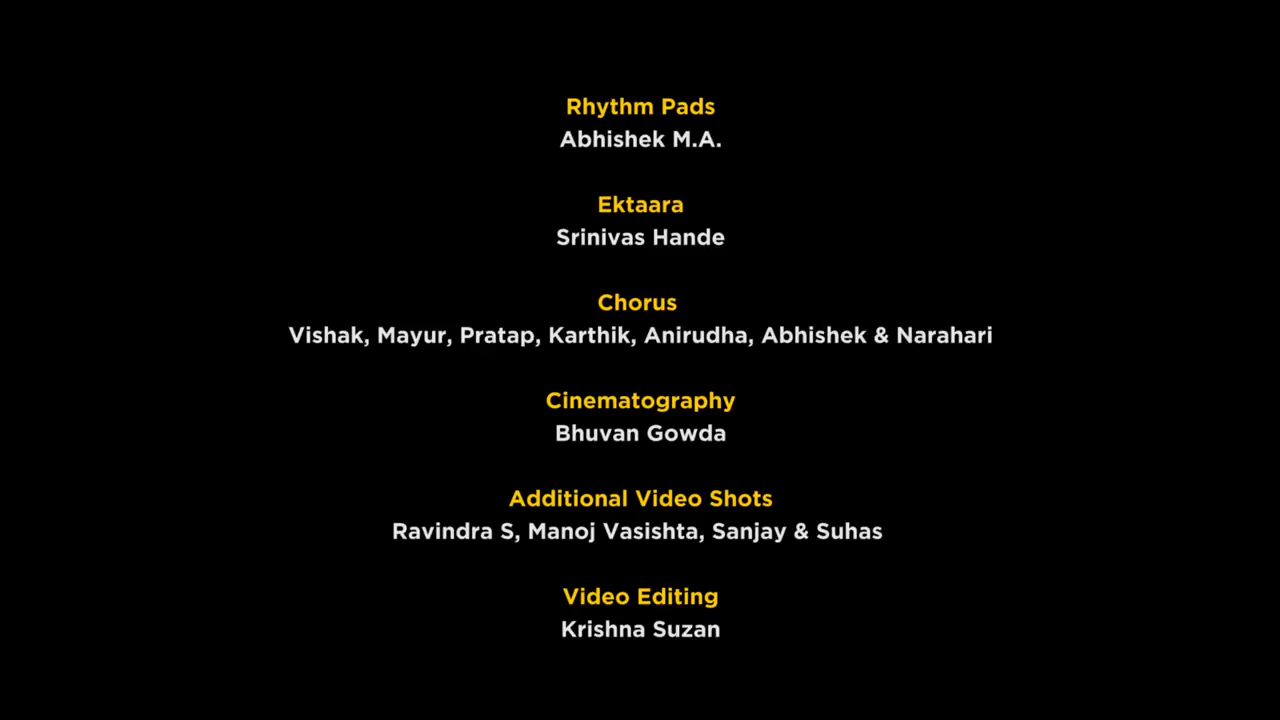 Rhythm Pads
Abhishek M.A.
Ektaara
Srinivas Hande
Chorus
Vishak, Mayur, Pratap, Karthik, Anirudha, Abhishek & Narahari
Cinematography
Bhuvan Gowda
Additional Video Shots
Ravindra S, Manoj Vasishta, Sanjay & Suhas
Video Editing
Krishna Suzan